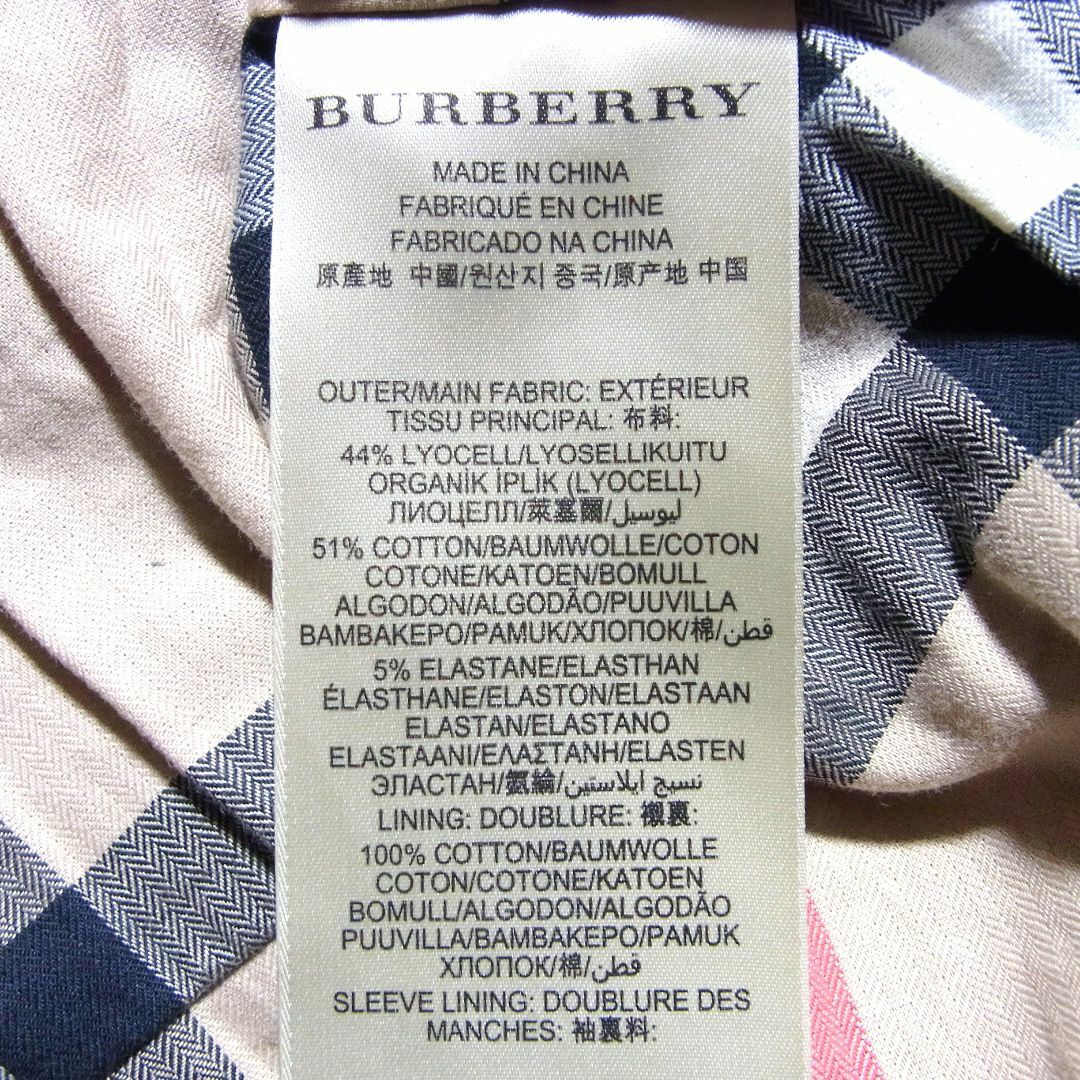 BURBERRY
MADE IN CHINA
FABRIQUÉ EN CHINE
FABRICADO NA CHINA
原產地 中國/원산지 중국/原产地 中国
OUTER/MAIN FABRIC: EXTÉRIEUR
TISSU PRINCIPAL: 布料:
44% LYOCELL/LYOSELLIKUITU
ORGANİK İPLİK (LYOCELL)
ЛИОЦЕЛЛ/萊塞爾/ليوسيل
51% COTTON/BAUMWOLLE/COTON
COTONE/KATOEN/BOMULL
ALGODON/ALGODÃO/PUUVILLA
BAMBAKEPO/PAMUK/ХЛОПОК/棉/قطن
5% ELASTANE/ELASTHAN
ÉLASTHANE/ELASTON/ELASTAAN
ELASTAN/ELASTANO
ELASTAANI/ΕΛΑΣΤΑΝΗ/ELASTEN
ЭЛАСТАН/氨綸/نسيج ايلاستين
LINING: DOUBLURE: 襯裏:
100% COTTON/BAUMWOLLE
COTON/COTONE/KATOEN
BOMULL/ALGODON/ALGODÃO
PUUVILLA/BAMBAKEPO/PAMUK
ХЛОПОК/棉/قطن
SLEEVE LINING: DOUBLURE DES
MANCHES: 袖裏料: